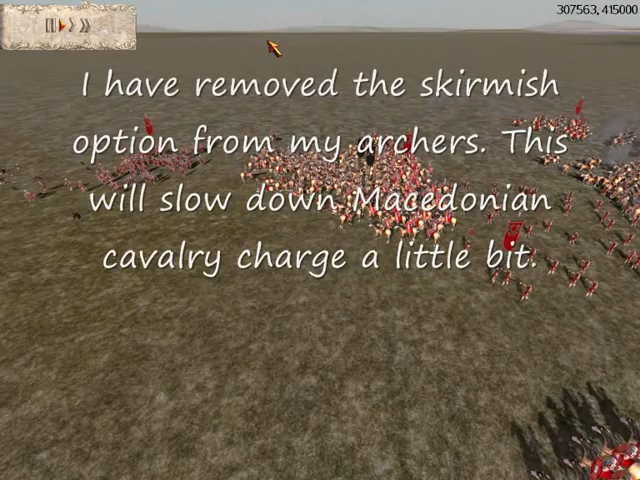 307563, 415000
I have removed the skirmish
option from my archers. This
will slow down Macedonian
cavalry charge a little bit.